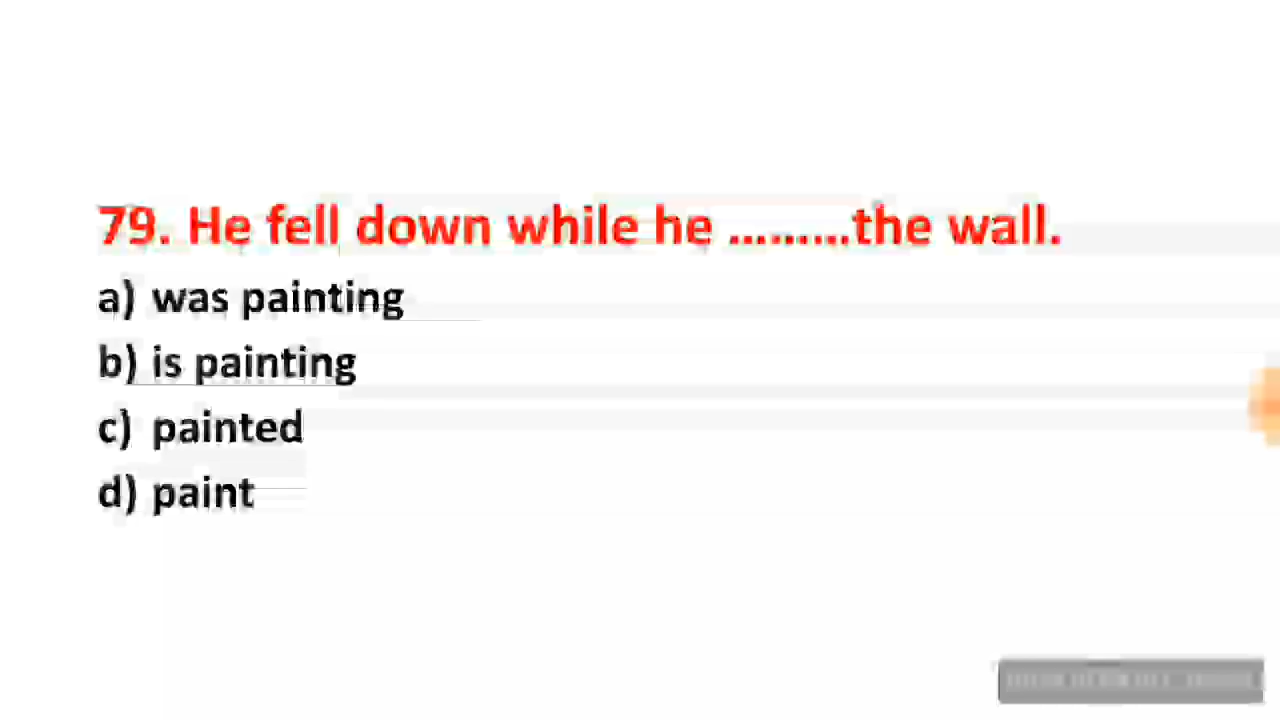 79. He fell down while he .........the wall.
a) was painting
b) is painting
c) painted
d) paint